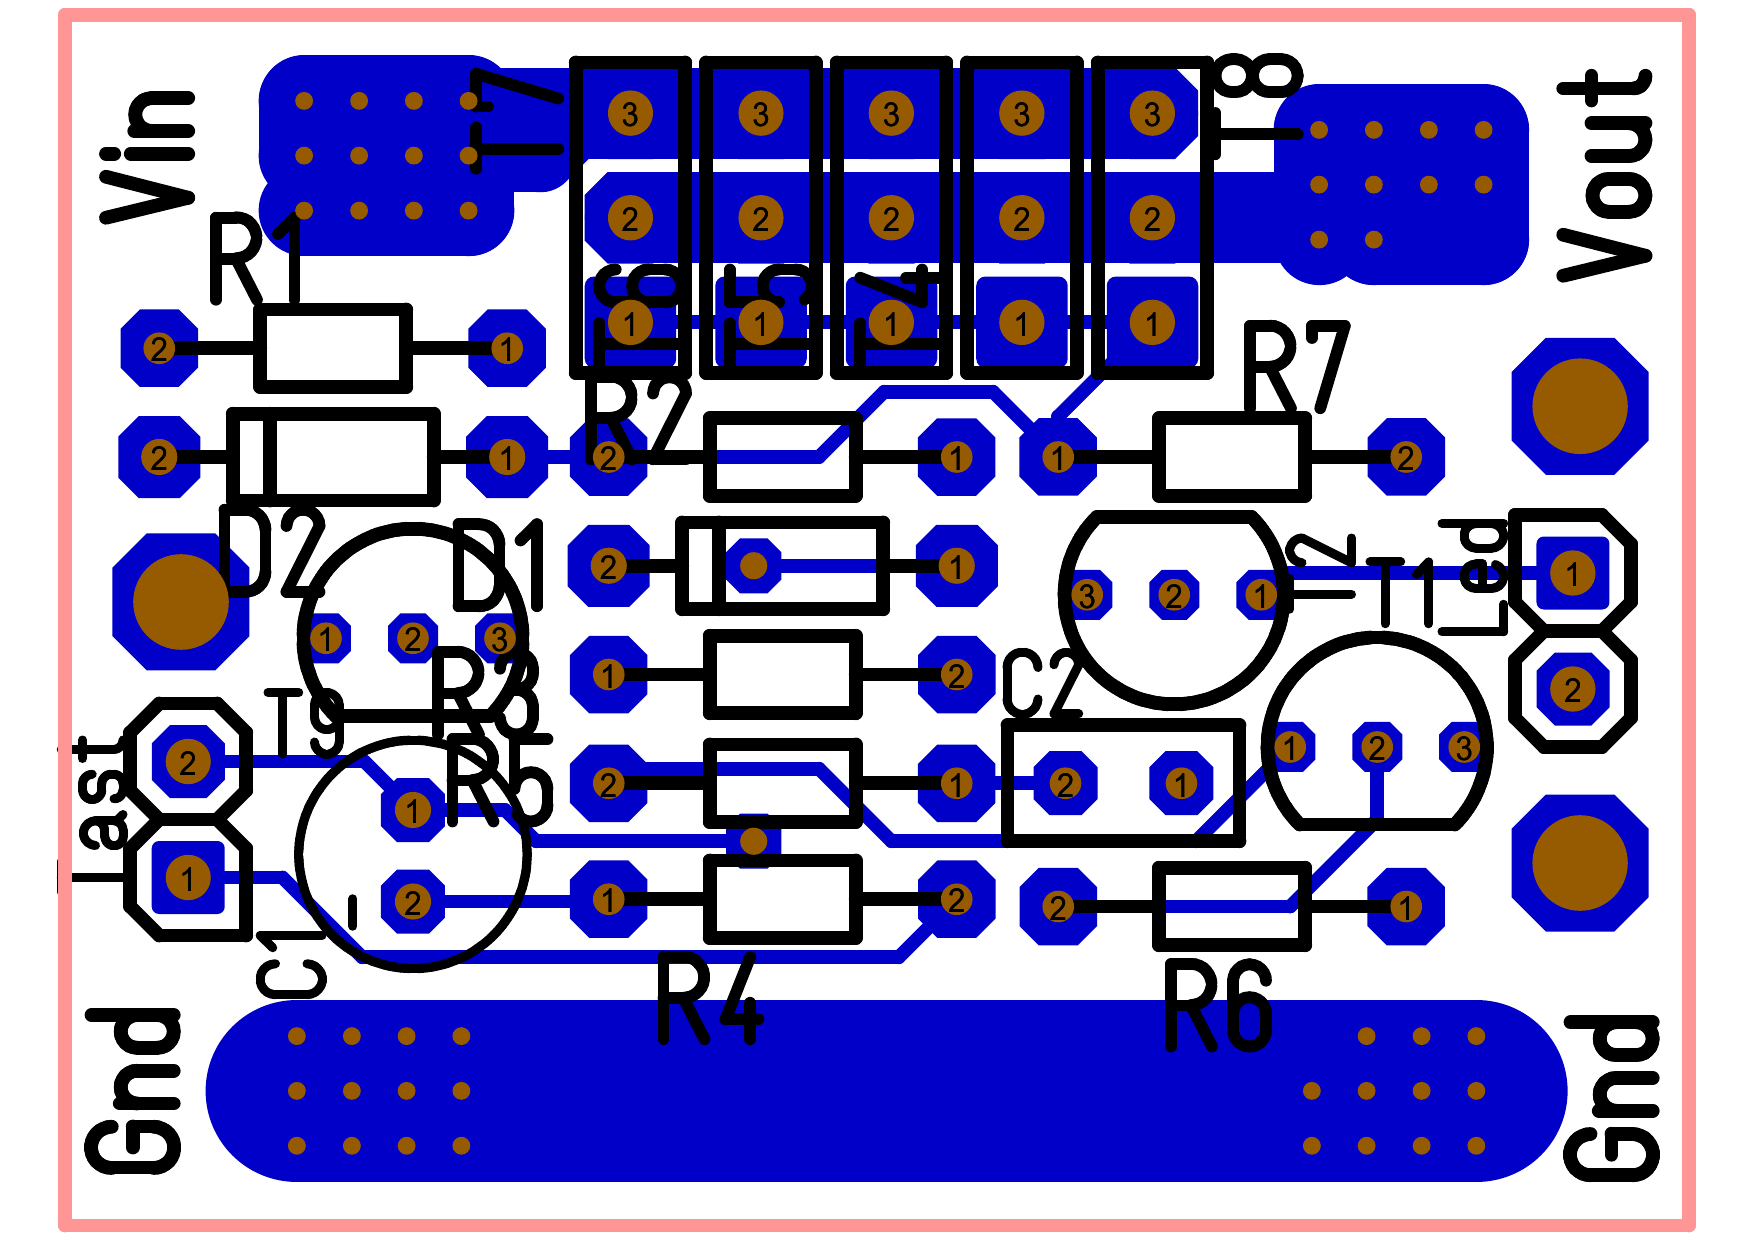 Vin
T7
T8
Vout
3 3 3 3 3
2 2 2 2 2
R1
T6 T5 T4
1 1 1 1 1
2 1
R2
R7
2 1 2 1 1 2
D2
D1
T2
T1
Led
2 1
3 2 1
1
1 2 3
R3
1 2
C2
2
T9
R5
Tast
2
1 2 3
2 1 2 1
1
1
2
1 2
2 1
C1
R4
R6
Gnd
Gnd